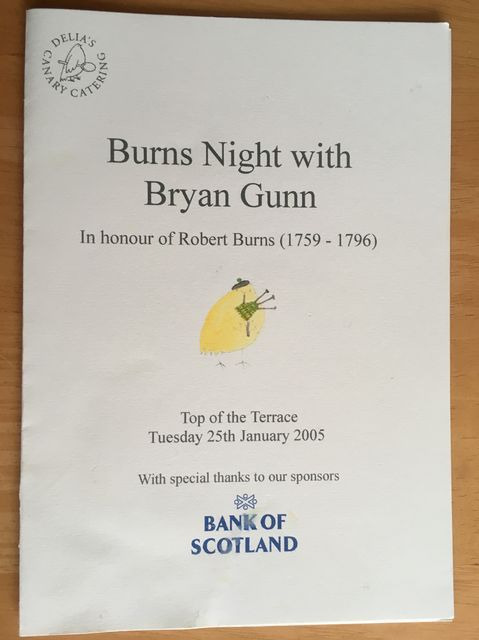 DELIA'S
CANARY CATERING
Burns Night with
Bryan Gunn
In honour of Robert Burns (1759 - 1796)
Top of the Terrace
Tuesday 25th January 2005
With special thanks to our sponsors
BANK OF
SCOTLAND